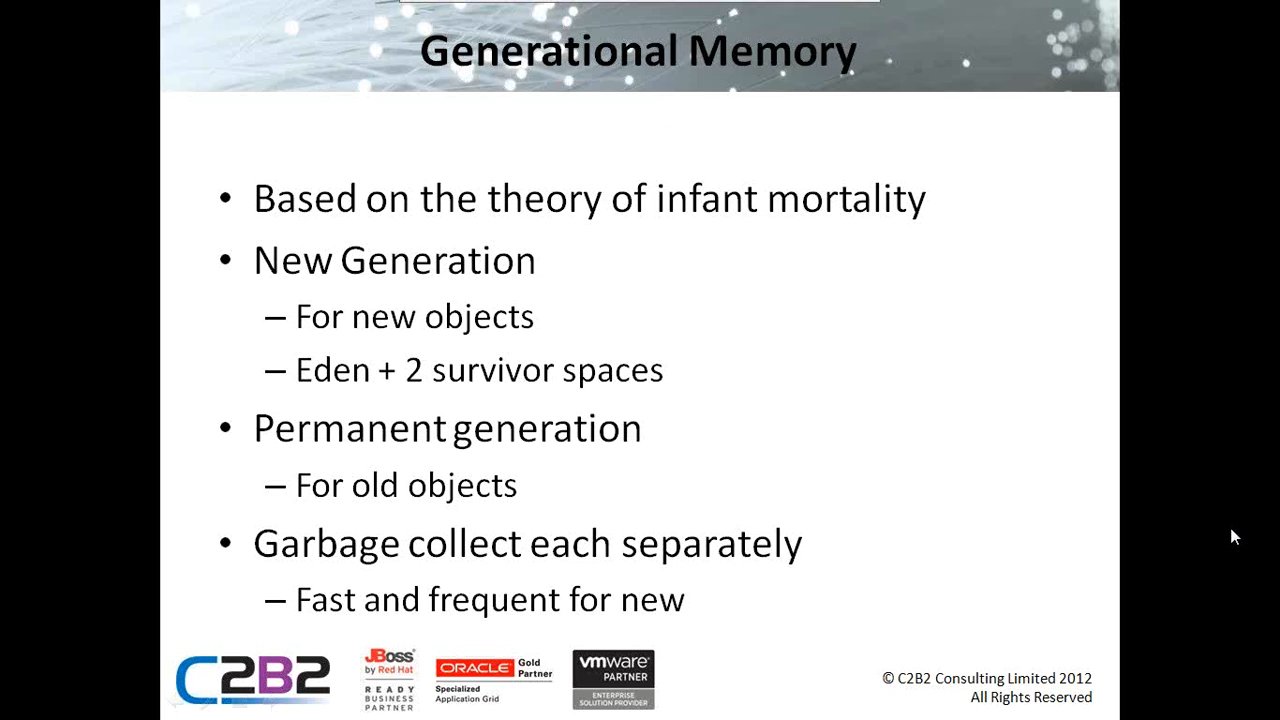 Generational Memory
• Based on the theory of infant mortality
• New Generation
– For new objects
– Eden + 2 survivor spaces
• Permanent generation
– For old objects
• Garbage collect each separately
– Fast and frequent for new
C2B2
JBoss
by Red Hat
READY
BUSINESS
PARTNER
ORACLE Gold
Partner
Specialized
Application Grid
vmware
PARTNER
ENTERPRISE
SOLUTION PROVIDER
© C2B2 Consulting Limited 2012
All Rights Reserved